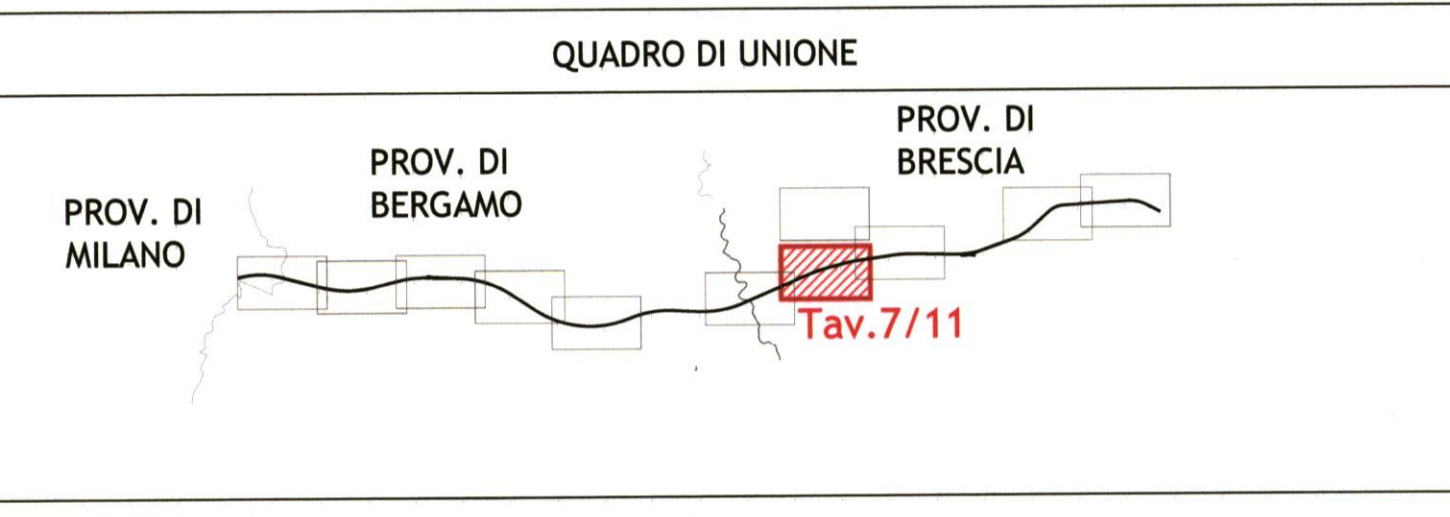 QUADRO DI UNIONE
PROV. DI
MILANO
PROV. DI
BERGAMO
PROV. DI
BRESCIA
Tav.7/11